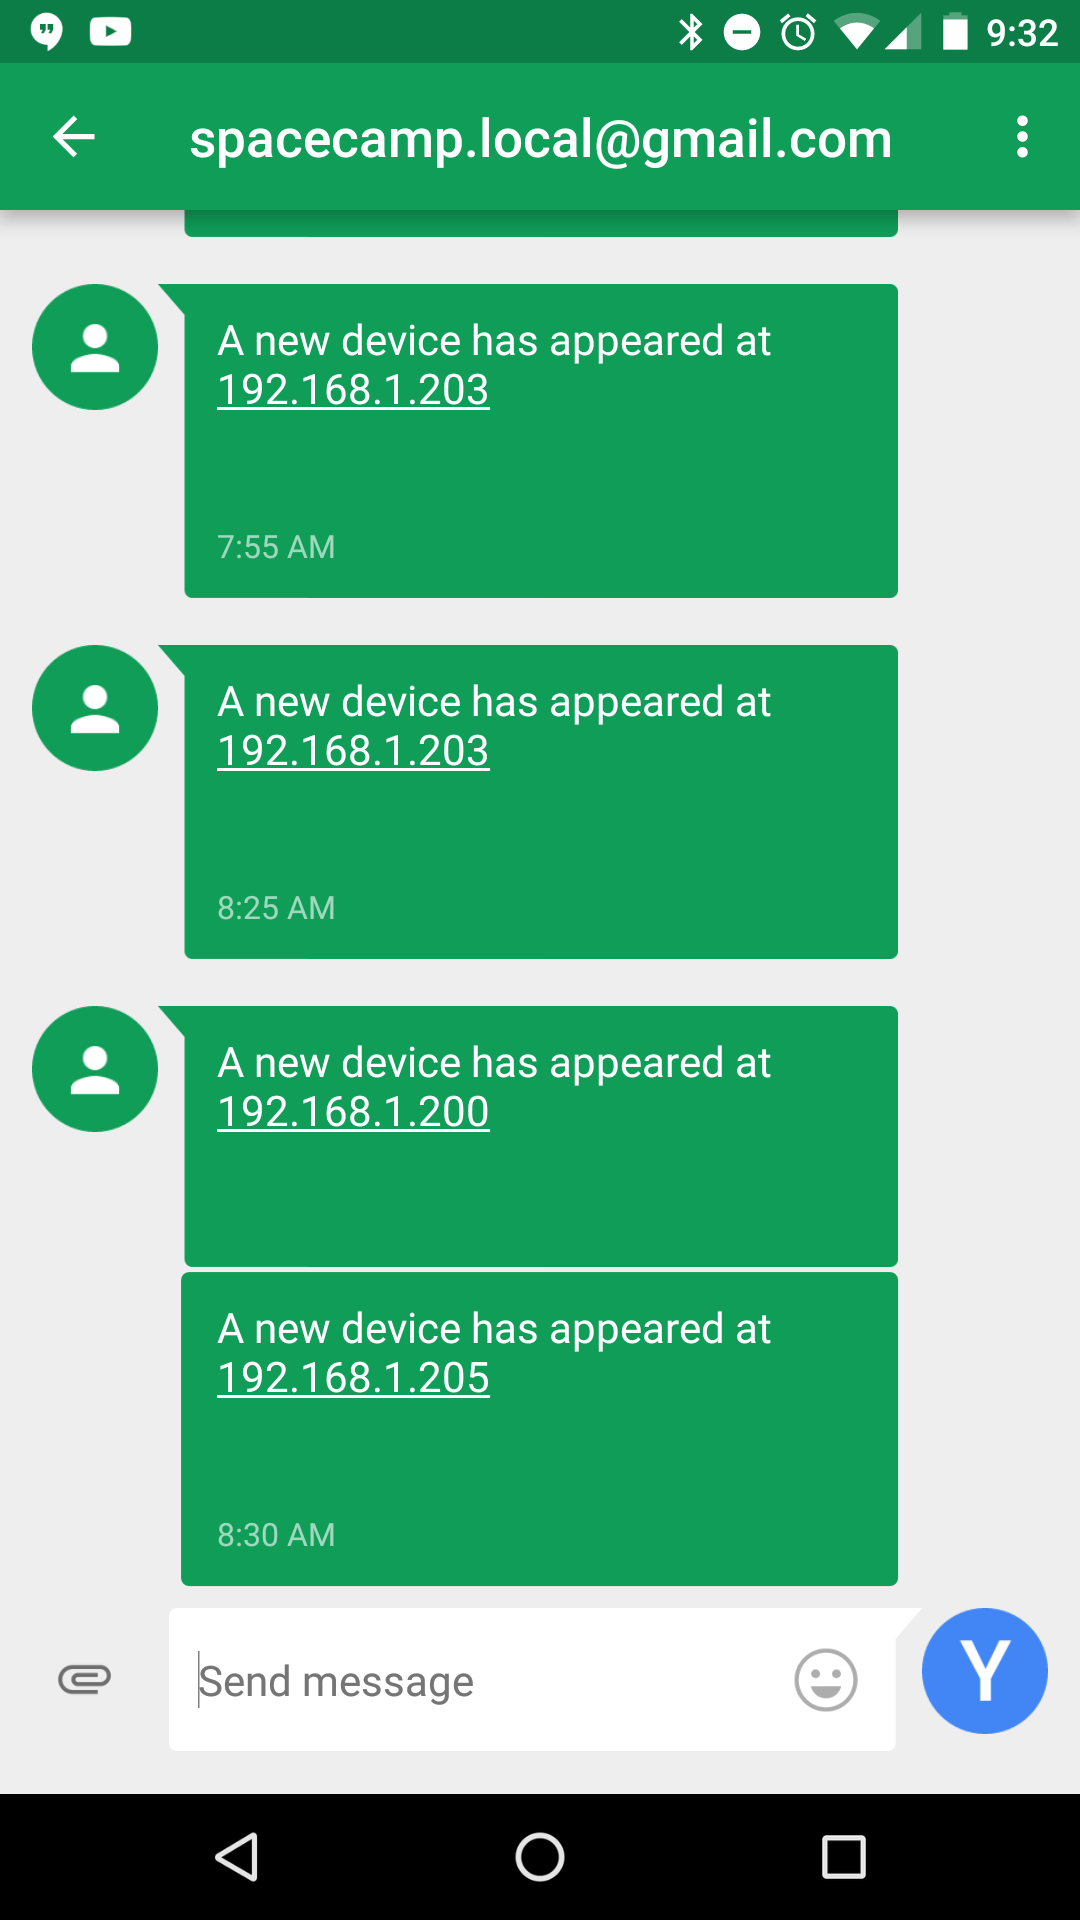 9:32
spacecamp.local@gmail.com
A new device has appeared at
192.168.1.203
7:55 AM
A new device has appeared at
192.168.1.203
8:25 AM
A new device has appeared at
192.168.1.200
A new device has appeared at
192.168.1.205
8:30 AM
Send message
Y